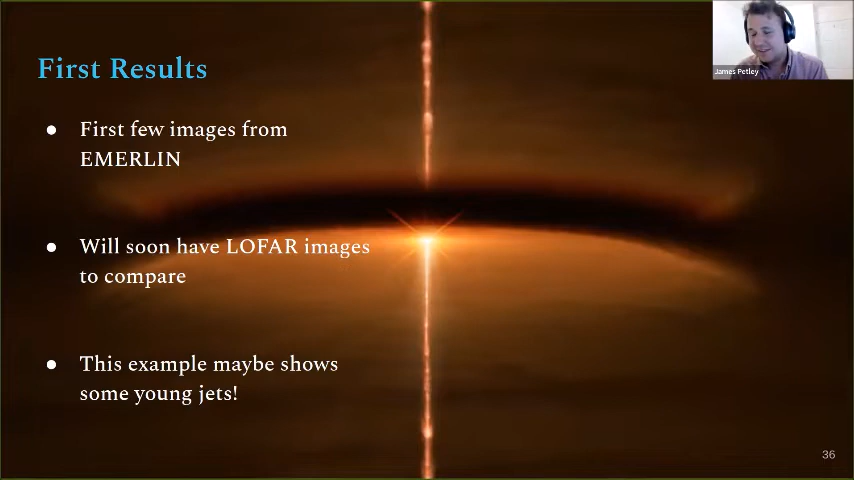 First Results
● First few images from
EMERLIN
● Will soon have LOFAR images
to compare
● This example maybe shows
some young jets!
James Petley
36